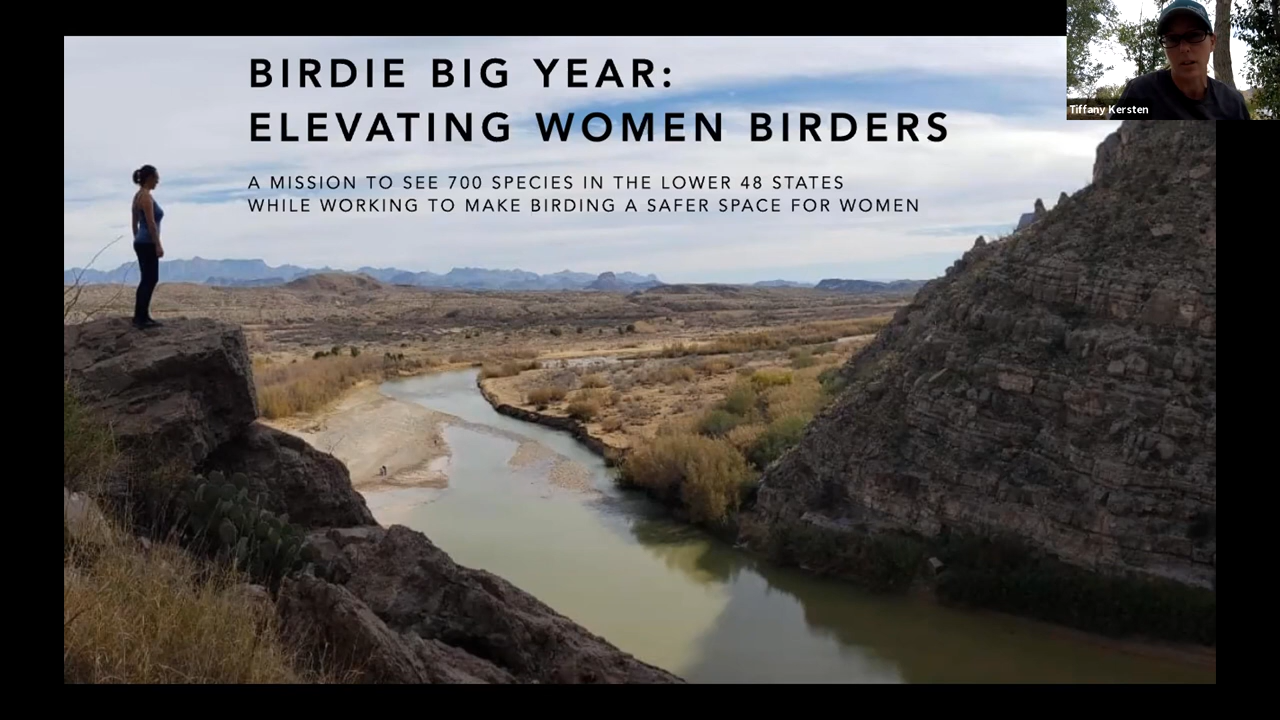 BIRDIE BIG YEAR:
ELEVATING WOMEN BIRDERS
A MISSION TO SEE 700 SPECIES IN THE LOWER 48 STATES
WHILE WORKING TO MAKE BIRDING A SAFER SPACE FOR WOMEN
Tiffany Kersten